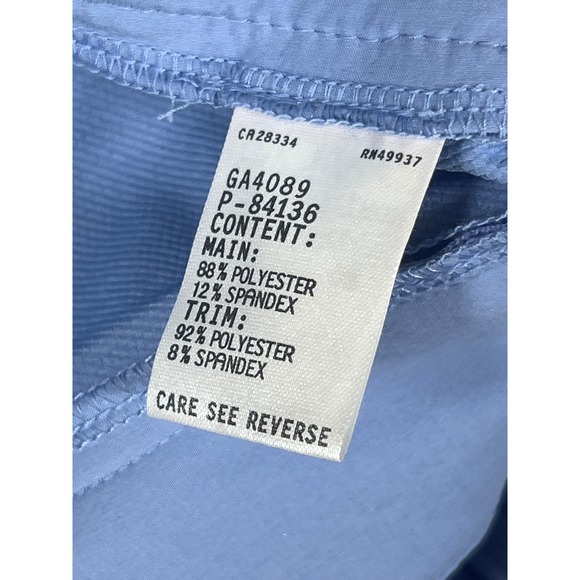 CA28334 RN49937
GA4089
P-84136
CONTENT:
MAIN:
88% POLYESTER
12% SPANDEX
TRIM:
92% POLYESTER
8% SPANDEX
CARE SEE REVERSE